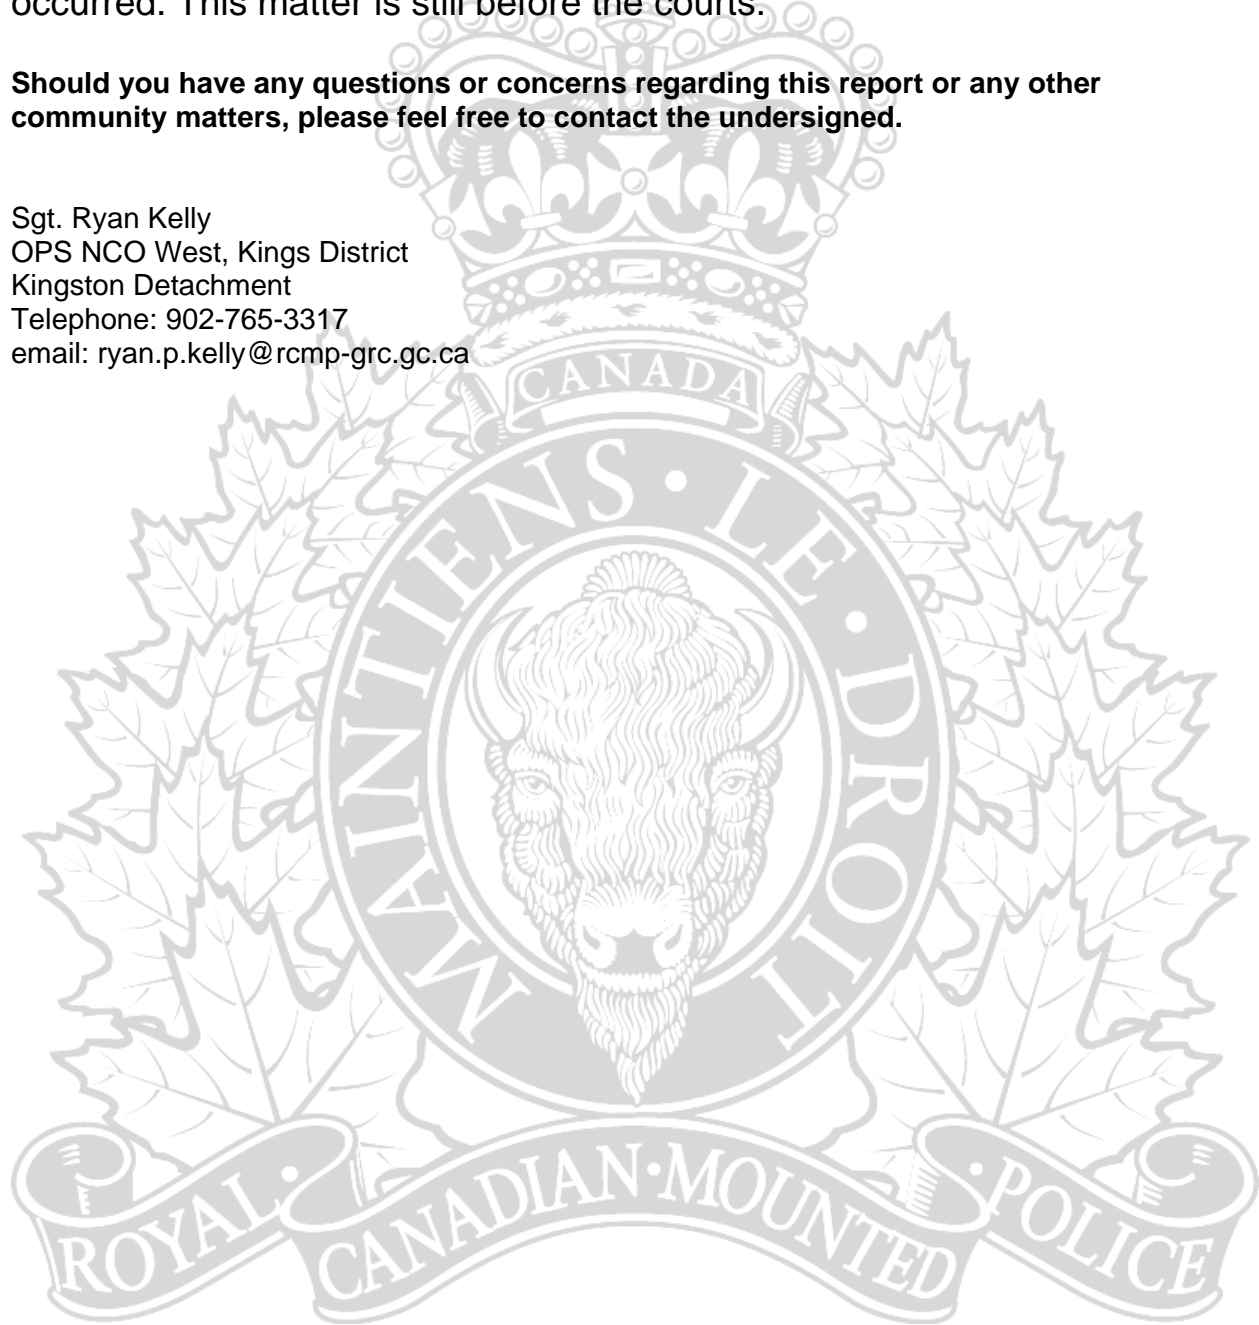 occurred. This matter is still before the courts.
Should you have any questions or concerns regarding this report or any other
community matters, please feel free to contact the undersigned.
Sgt. Ryan Kelly
OPS NCO West, Kings District
Kingston Detachment
Telephone: 902-765-3317
email: ryan.p.kelly@rcmp-grc.gc.ca
CANADA
MAINTIENS · LE · DROIT
ROYAL · CANADIAN · MOUNTED · POLICE